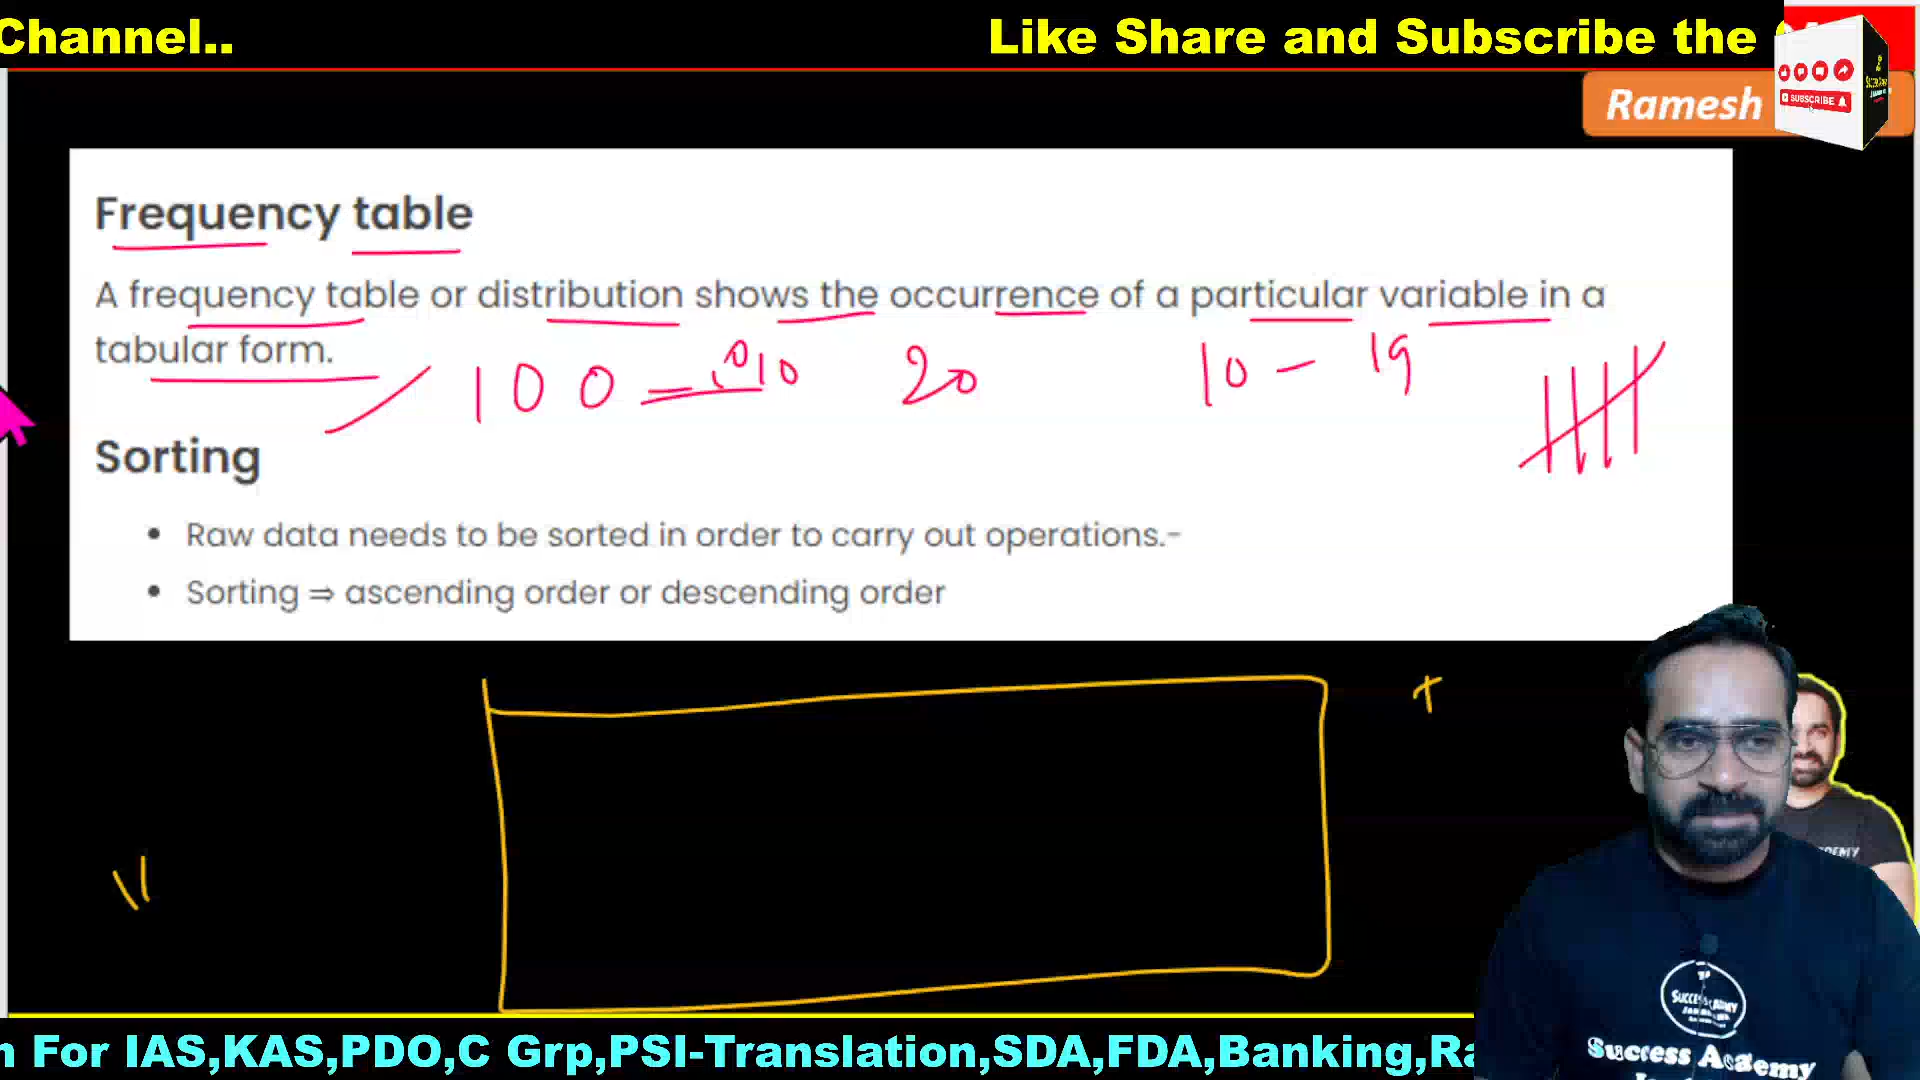 Channel.. Like Share and Subscribe the
Ramesh
SUBSCRIBE
Frequency table
A frequency table or distribution shows the occurrence of a particular variable in a
tabular form.
100 = 10 20 10 - 19
Sorting
• Raw data needs to be sorted in order to carry out operations.-
• Sorting ⇒ ascending order or descending order
+
SUCCESS ACADEMY
Success Academy
n For IAS,KAS,PDO,C Grp,PSI-Translation,SDA,FDA,Banking,Ra